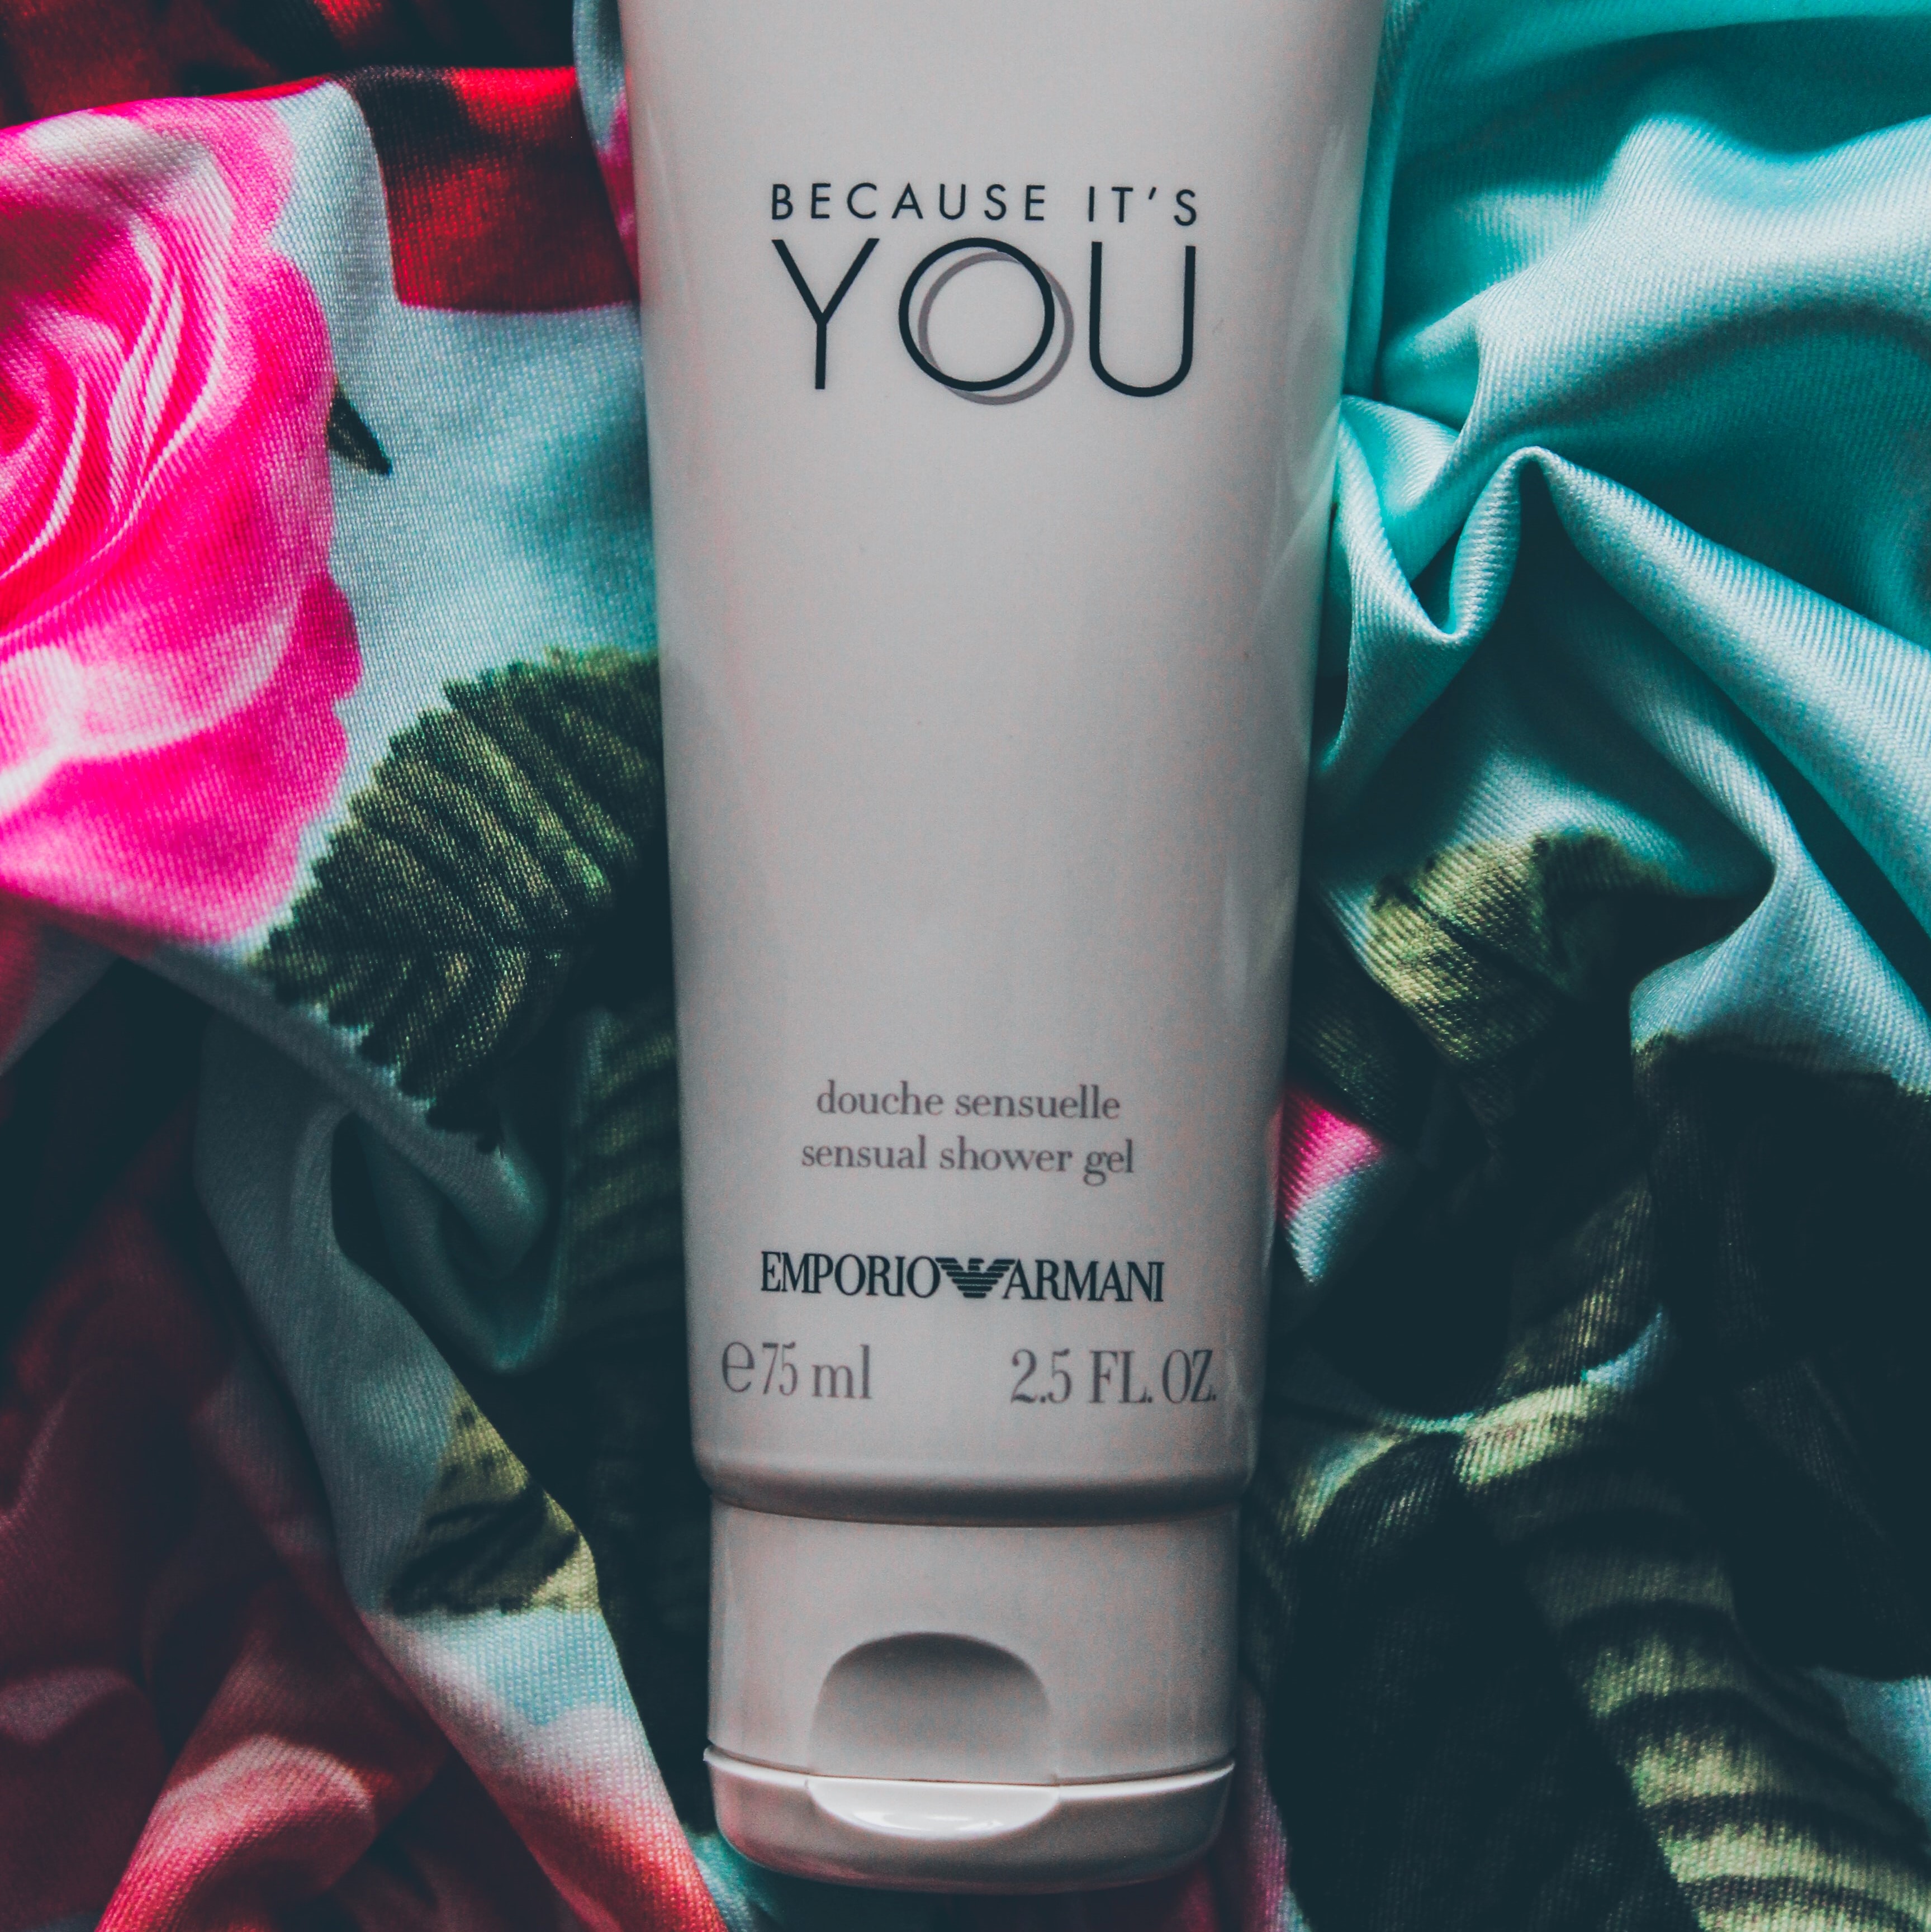 BECAUSE IT'S
YOU
douche sensuelle
sensual shower gel
EMPORIO ARMANI
℮ 75 ml 2.5 FL. OZ.